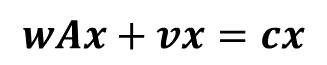 wAx + vx = cx